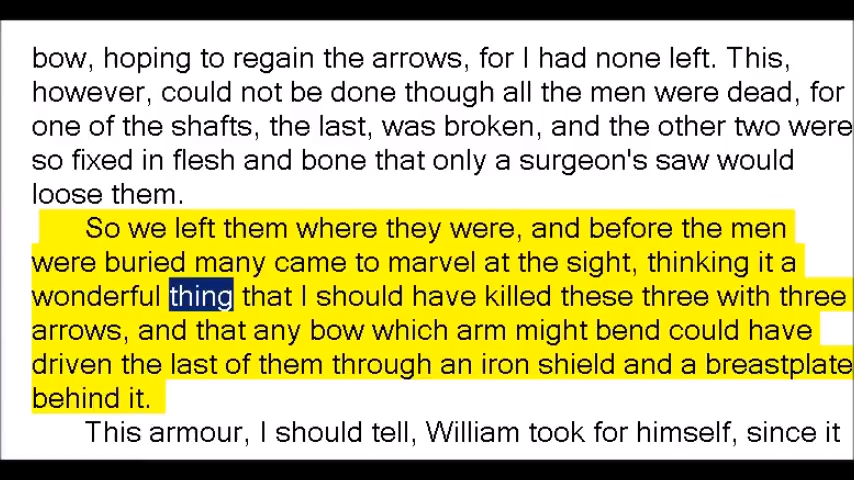 bow, hoping to regain the arrows, for I had none left. This,
however, could not be done though all the men were dead, for
one of the shafts, the last, was broken, and the other two were
so fixed in flesh and bone that only a surgeon's saw would
loose them.
So we left them where they were, and before the men
were buried many came to marvel at the sight, thinking it a
wonderful thing that I should have killed these three with three
arrows, and that any bow which arm might bend could have
driven the last of them through an iron shield and a breastplate
behind it.
This armour, I should tell, William took for himself, since it